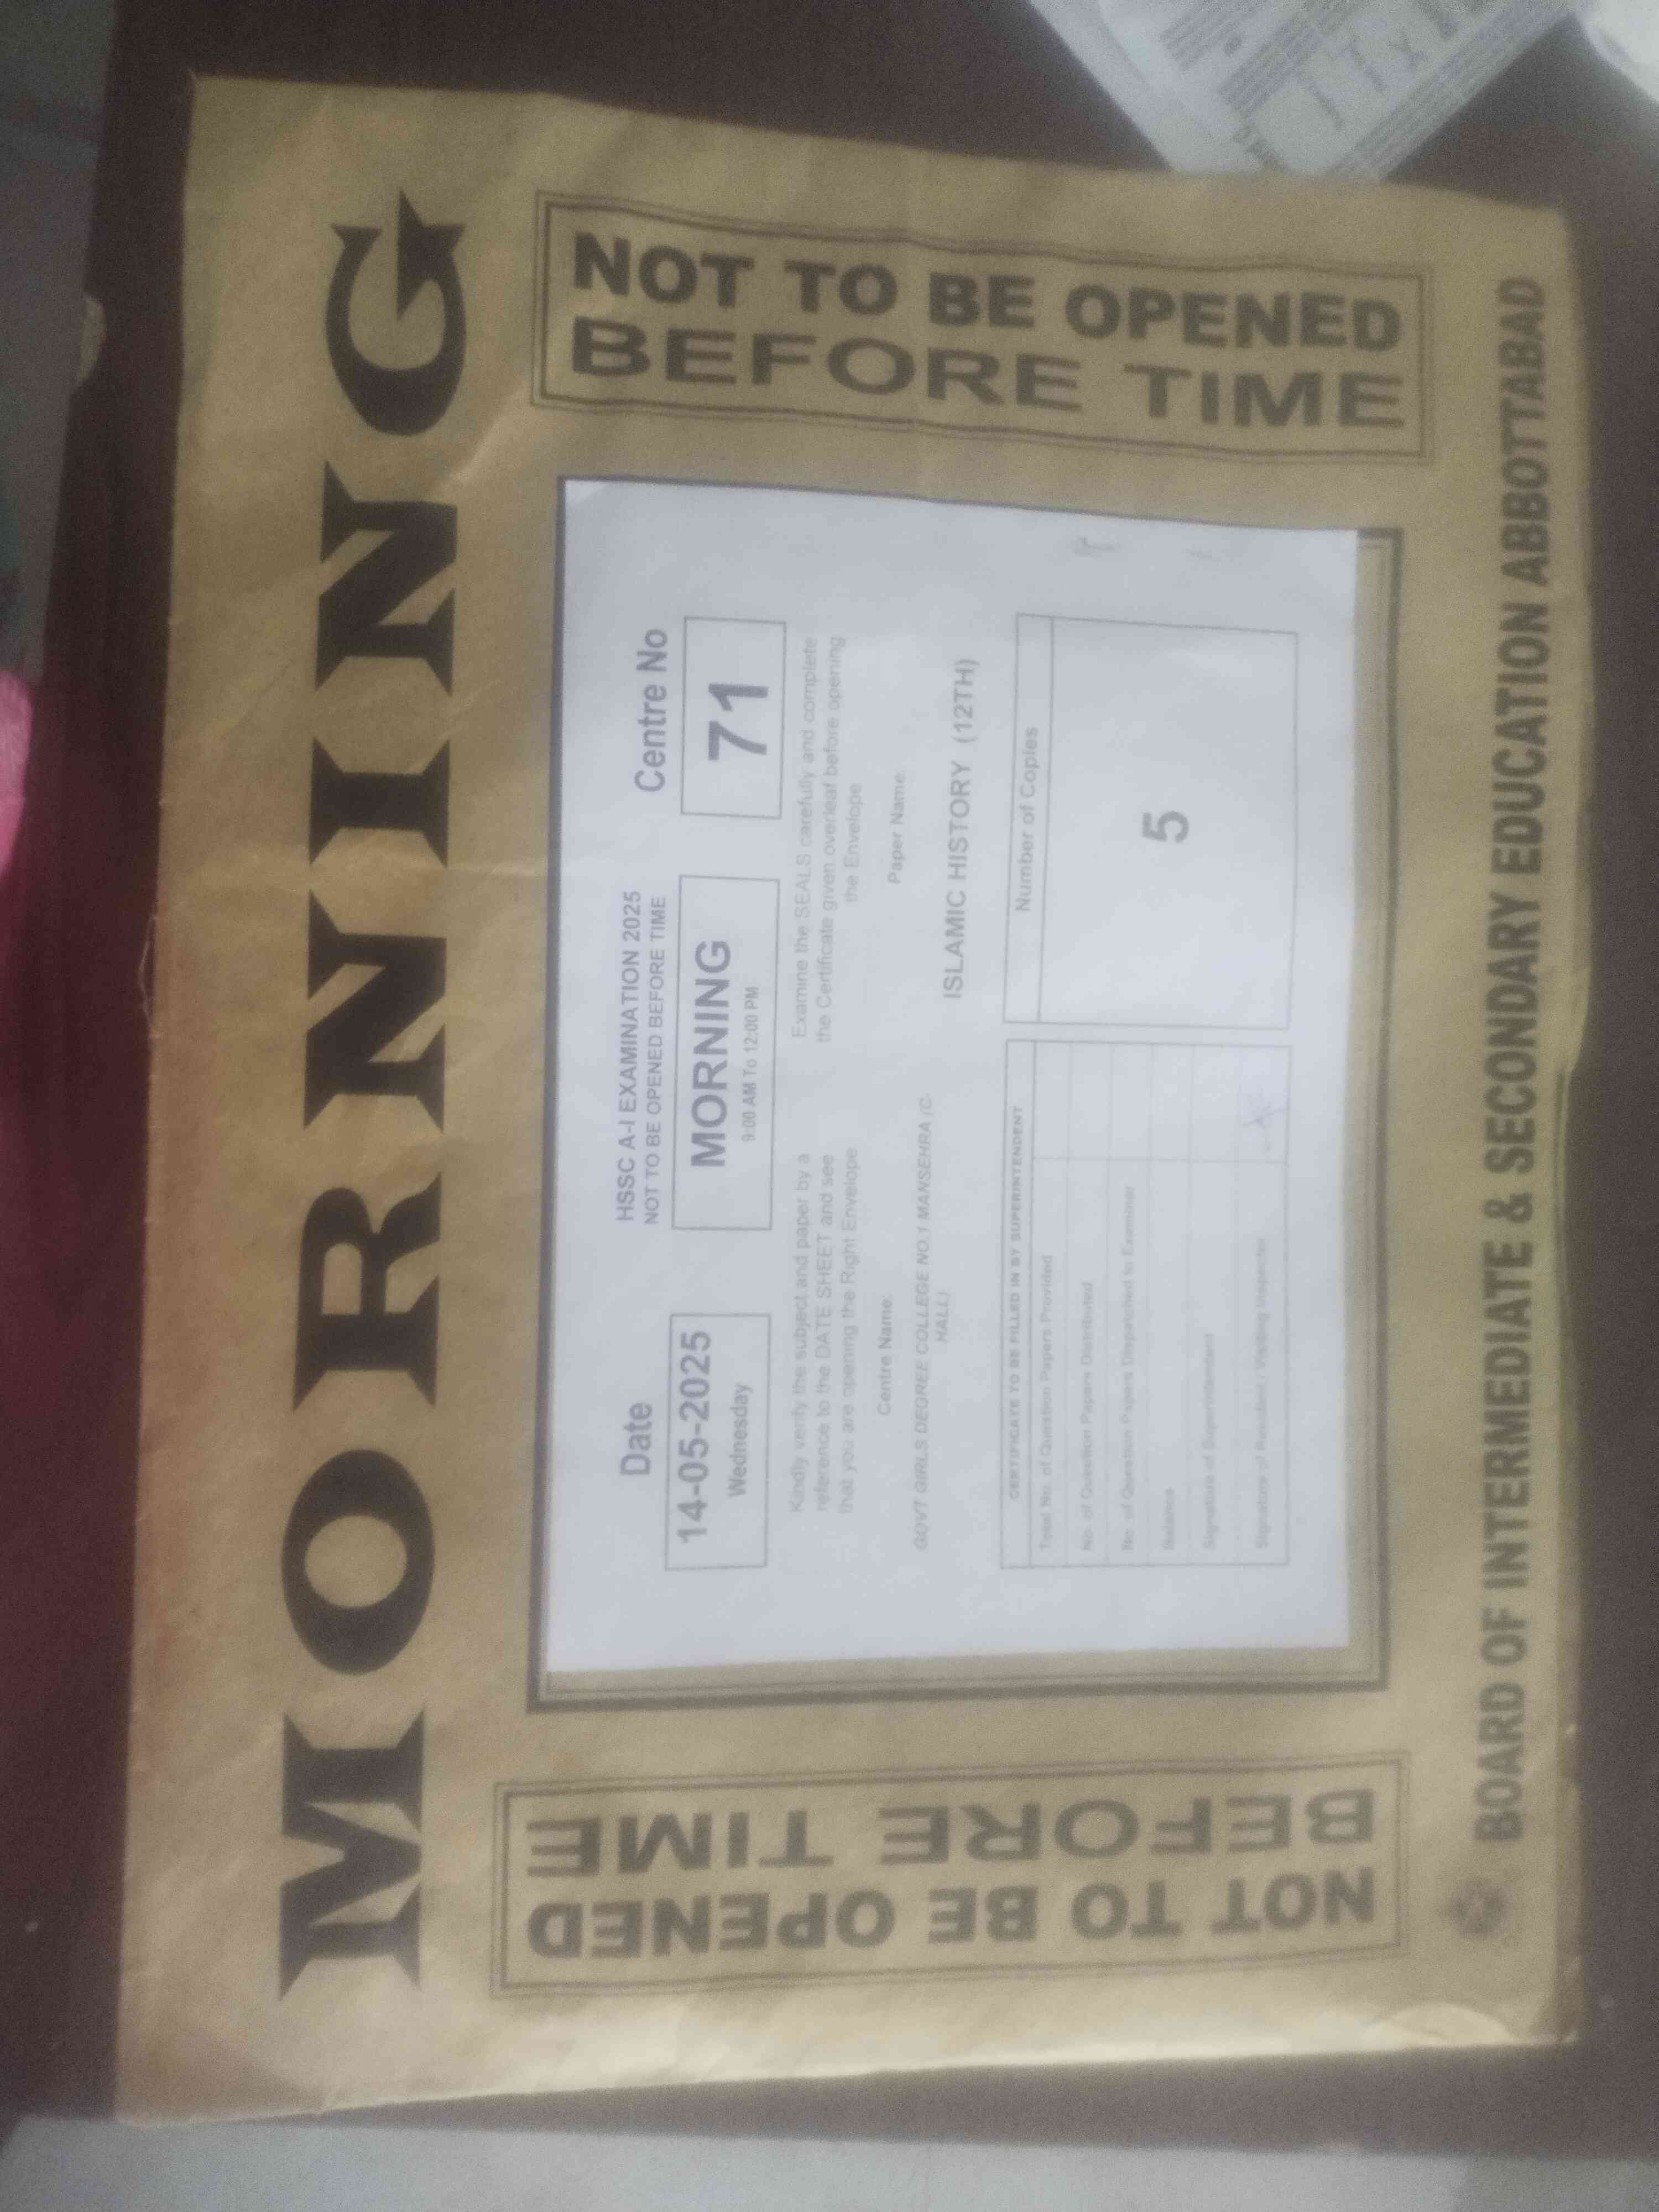 MORNING
NOT TO BE OPENED
BEFORE TIME
HSSC A-I EXAMINATION 2025
NOT TO BE OPENED BEFORE TIME
Date
14-05-2025
Wednesday
MORNING
9:00 AM To 12:00 PM
Centre No
71
Kindly verify the subject and paper by a
reference to the DATE SHEET and see
that you are opening the Right Envelope
Examine the SEALS carefully and complete
the Certificate given overleaf before opening
the Envelope
Centre Name:
GOVT GIRLS DEGREE COLLEGE NO.1 MANSEHRA (C-
HALL)
Paper Name:
ISLAMIC HISTORY (12TH)
CERTIFICATE TO BE FILLED IN BY SUPERINTENDENT
Total No. of Question Papers Provided
No. of Question Papers Distributed
No. of Question Papers Dispatched to Examiner
Balance
Signature of Superintendent
Signature of Resident / Visiting Inspector
Number of Copies
5
NOT TO BE OPENED
BEFORE TIME
BOARD OF INTERMEDIATE & SECONDARY EDUCATION ABBOTTABAD